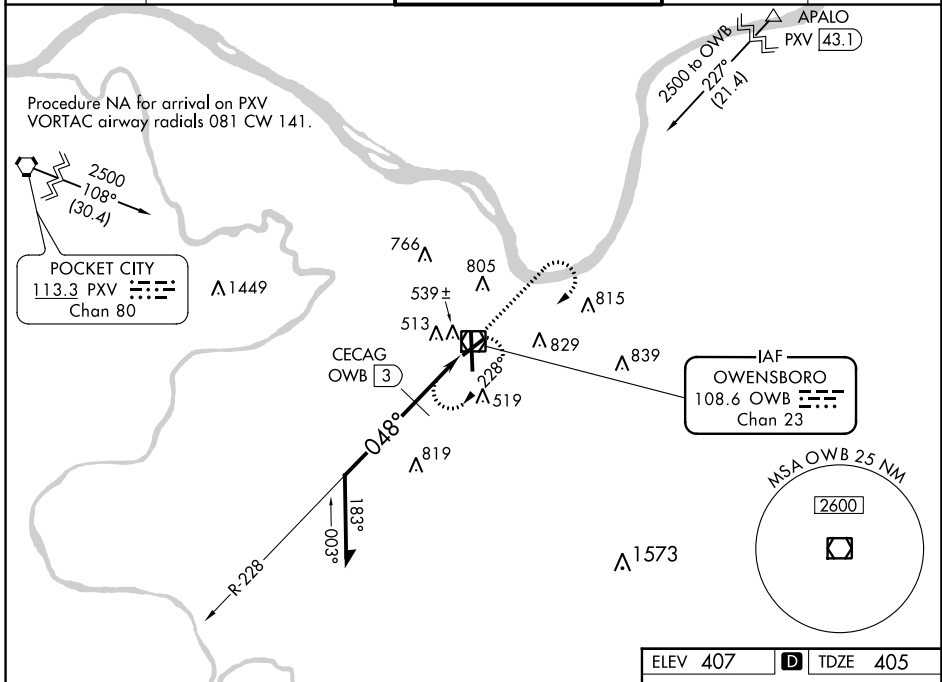 APALO
PXV 43.1
2500 to OWB
227°
(21.4)
Procedure NA for arrival on PXV
VORTAC airway radials 081 CW 141.
2500
108°
(30.4)
POCKET CITY
113.3 PXV
Chan 80
1449
766
805
539±
513
815
829
839
CECAG
OWB 3
228°
519
IAF
OWENSBORO
108.6 OWB
Chan 23
048°
819
183°
003°
R-228
MSA OWB 25 NM
2600
1573
ELEV 407 D TDZE 405